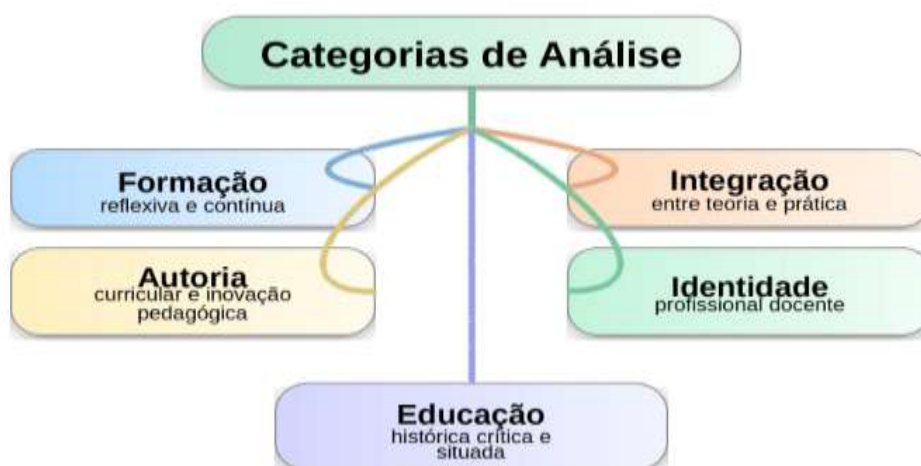 Categorias de Análise
Formação
reflexiva e contínua
Integração
entre teoria e prática
Autoria
curricular e inovação
pedagógica
Identidade
profissional docente
Educação
histórica crítica e
situada